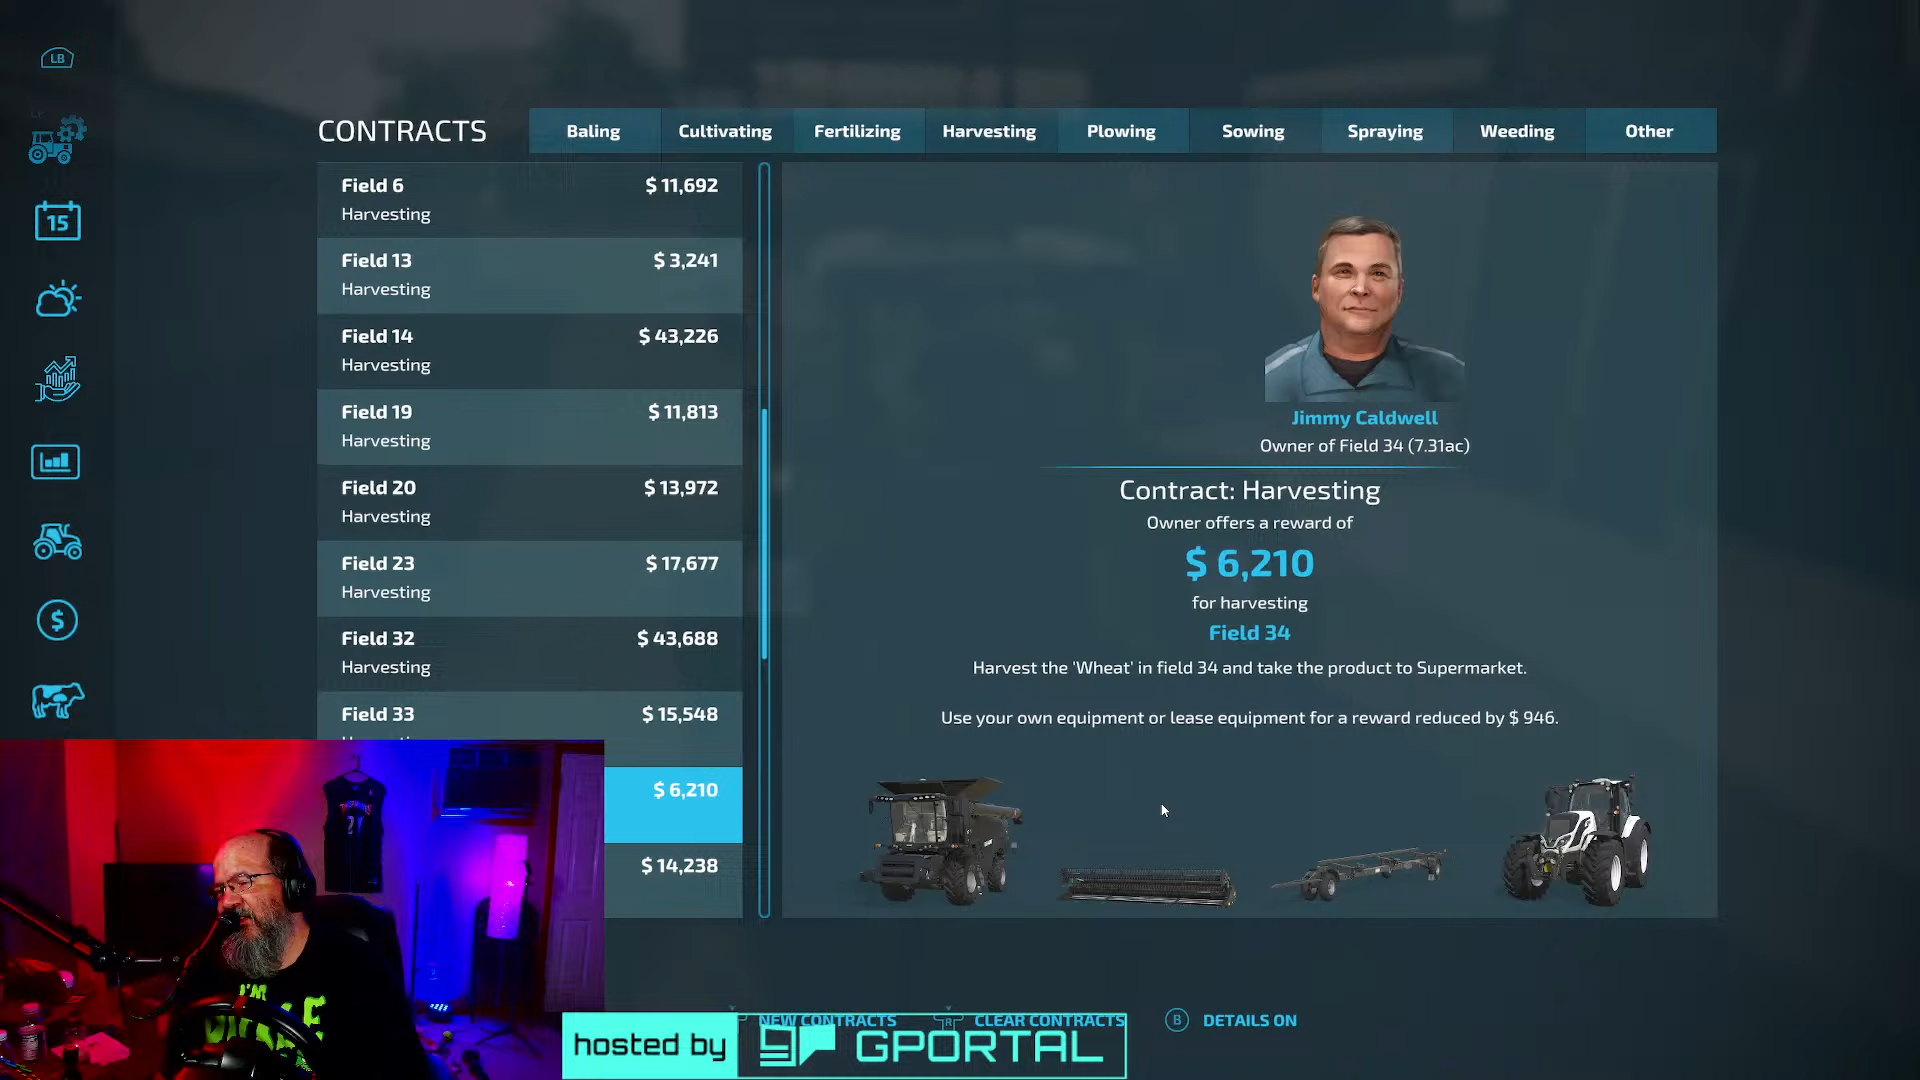 LB
CONTRACTS
Baling
Cultivating
Fertilizing
Harvesting
Plowing
Sowing
Spraying
Weeding
Other
15
$
Field 6
$ 11,692
Harvesting
Field 13
$ 3,241
Harvesting
Field 14
$ 43,226
Harvesting
Field 19
$ 11,813
Harvesting
Field 20
$ 13,972
Harvesting
Field 23
$ 17,677
Harvesting
Field 32
$ 43,688
Harvesting
Field 33
$ 15,548
$ 6,210
$ 14,238
Jimmy Caldwell
Owner of Field 34 (7.31ac)
Contract: Harvesting
Owner offers a reward of
$ 6,210
for harvesting
Field 34
Harvest the 'Wheat' in field 34 and take the product to Supermarket.
Use your own equipment or lease equipment for a reward reduced by $ 946.
I'M
NEW CONTRACTS
R
CLEAR CONTRACTS
B
DETAILS ON
hosted by
GPORTAL